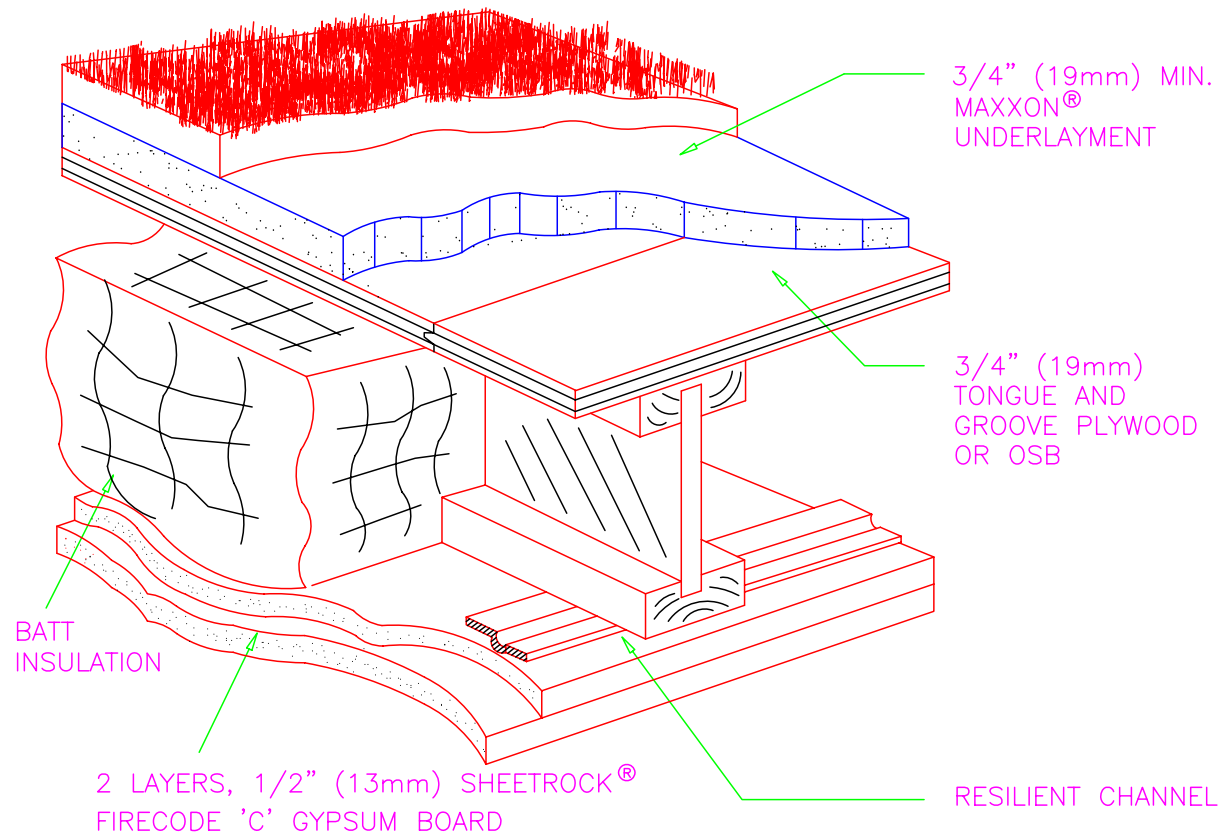 3/4” (19mm) MIN.
MAXXON®
UNDERLAYMENT
3/4” (19mm)
TONGUE AND
GROOVE PLYWOOD
OR OSB
BATT
INSULATION
2 LAYERS, 1/2” (13mm) SHEETROCK®
FIRECODE 'C' GYPSUM BOARD
RESILIENT CHANNEL